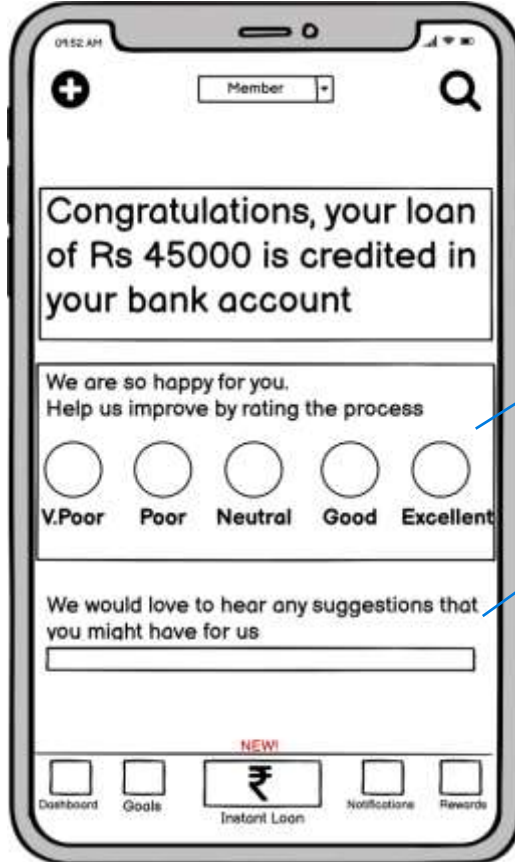 09:52 AM
Member
Congratulations, your loan
of Rs 45000 is credited in
your bank account
We are so happy for you.
Help us improve by rating the process
V.Poor Poor Neutral Good Excellent
We would love to hear any suggestions that
you might have for us
NEW!
₹
Dashboard Goals Instant Loan Notifications Rewards